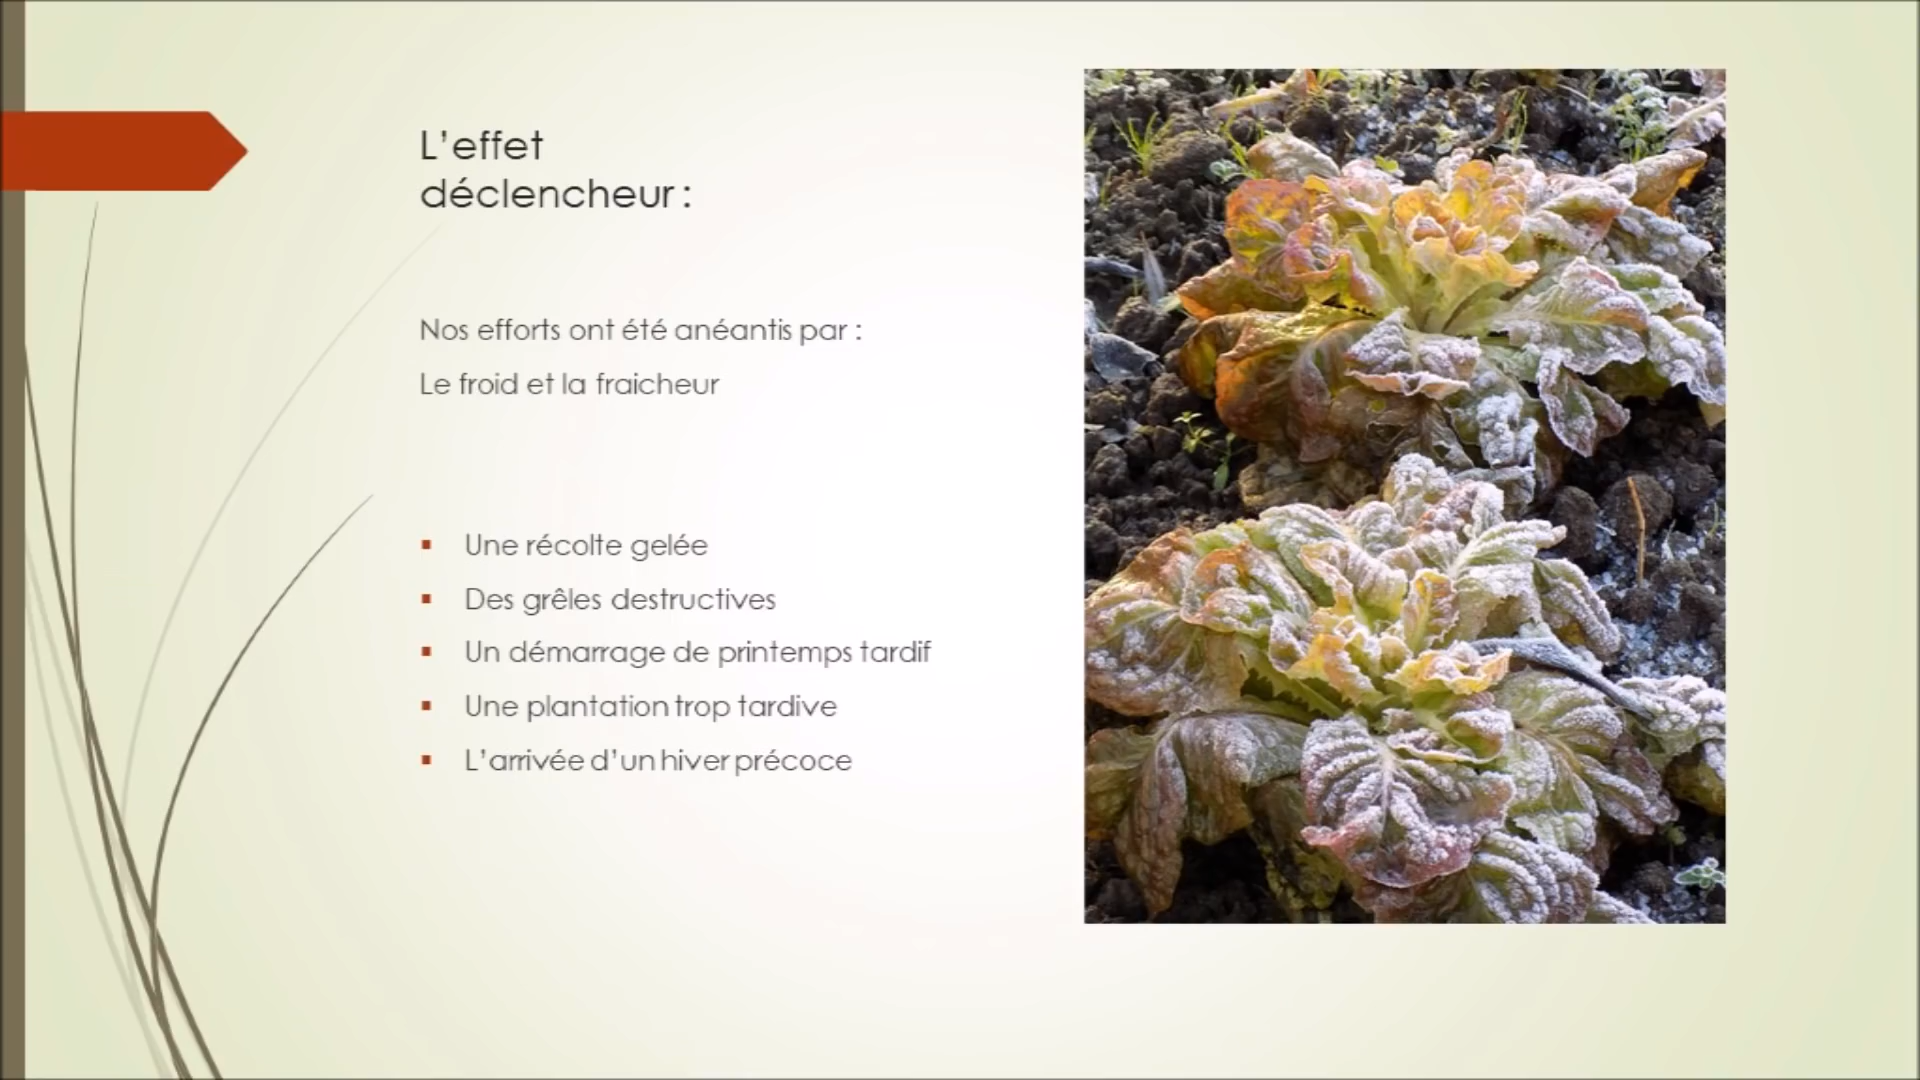 L’effet
déclencheur :
Nos efforts ont été anéantis par :
Le froid et la fraicheur
Une récolte gelée
Des grêles destructives
Un démarrage de printemps tardif
Une plantation trop tardive
L’arrivée d’un hiver précoce